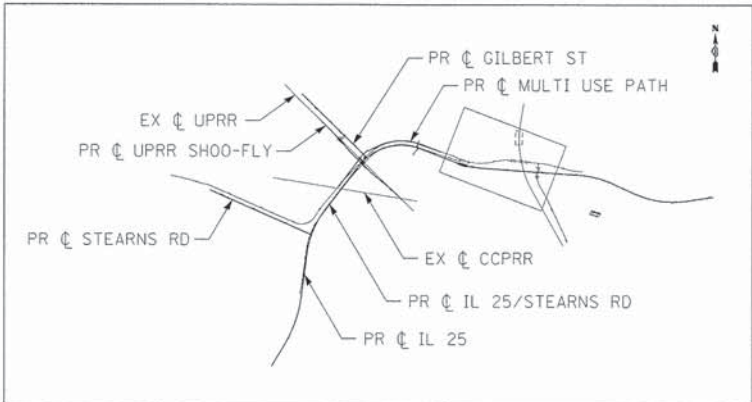 N
PR ℄ GILBERT ST
PR ℄ MULTI USE PATH
EX ℄ UPRR
PR ℄ UPRR SHOO-FLY
PR ℄ STEARNS RD
EX ℄ CCPRR
PR ℄ IL 25/STEARNS RD
PR ℄ IL 25